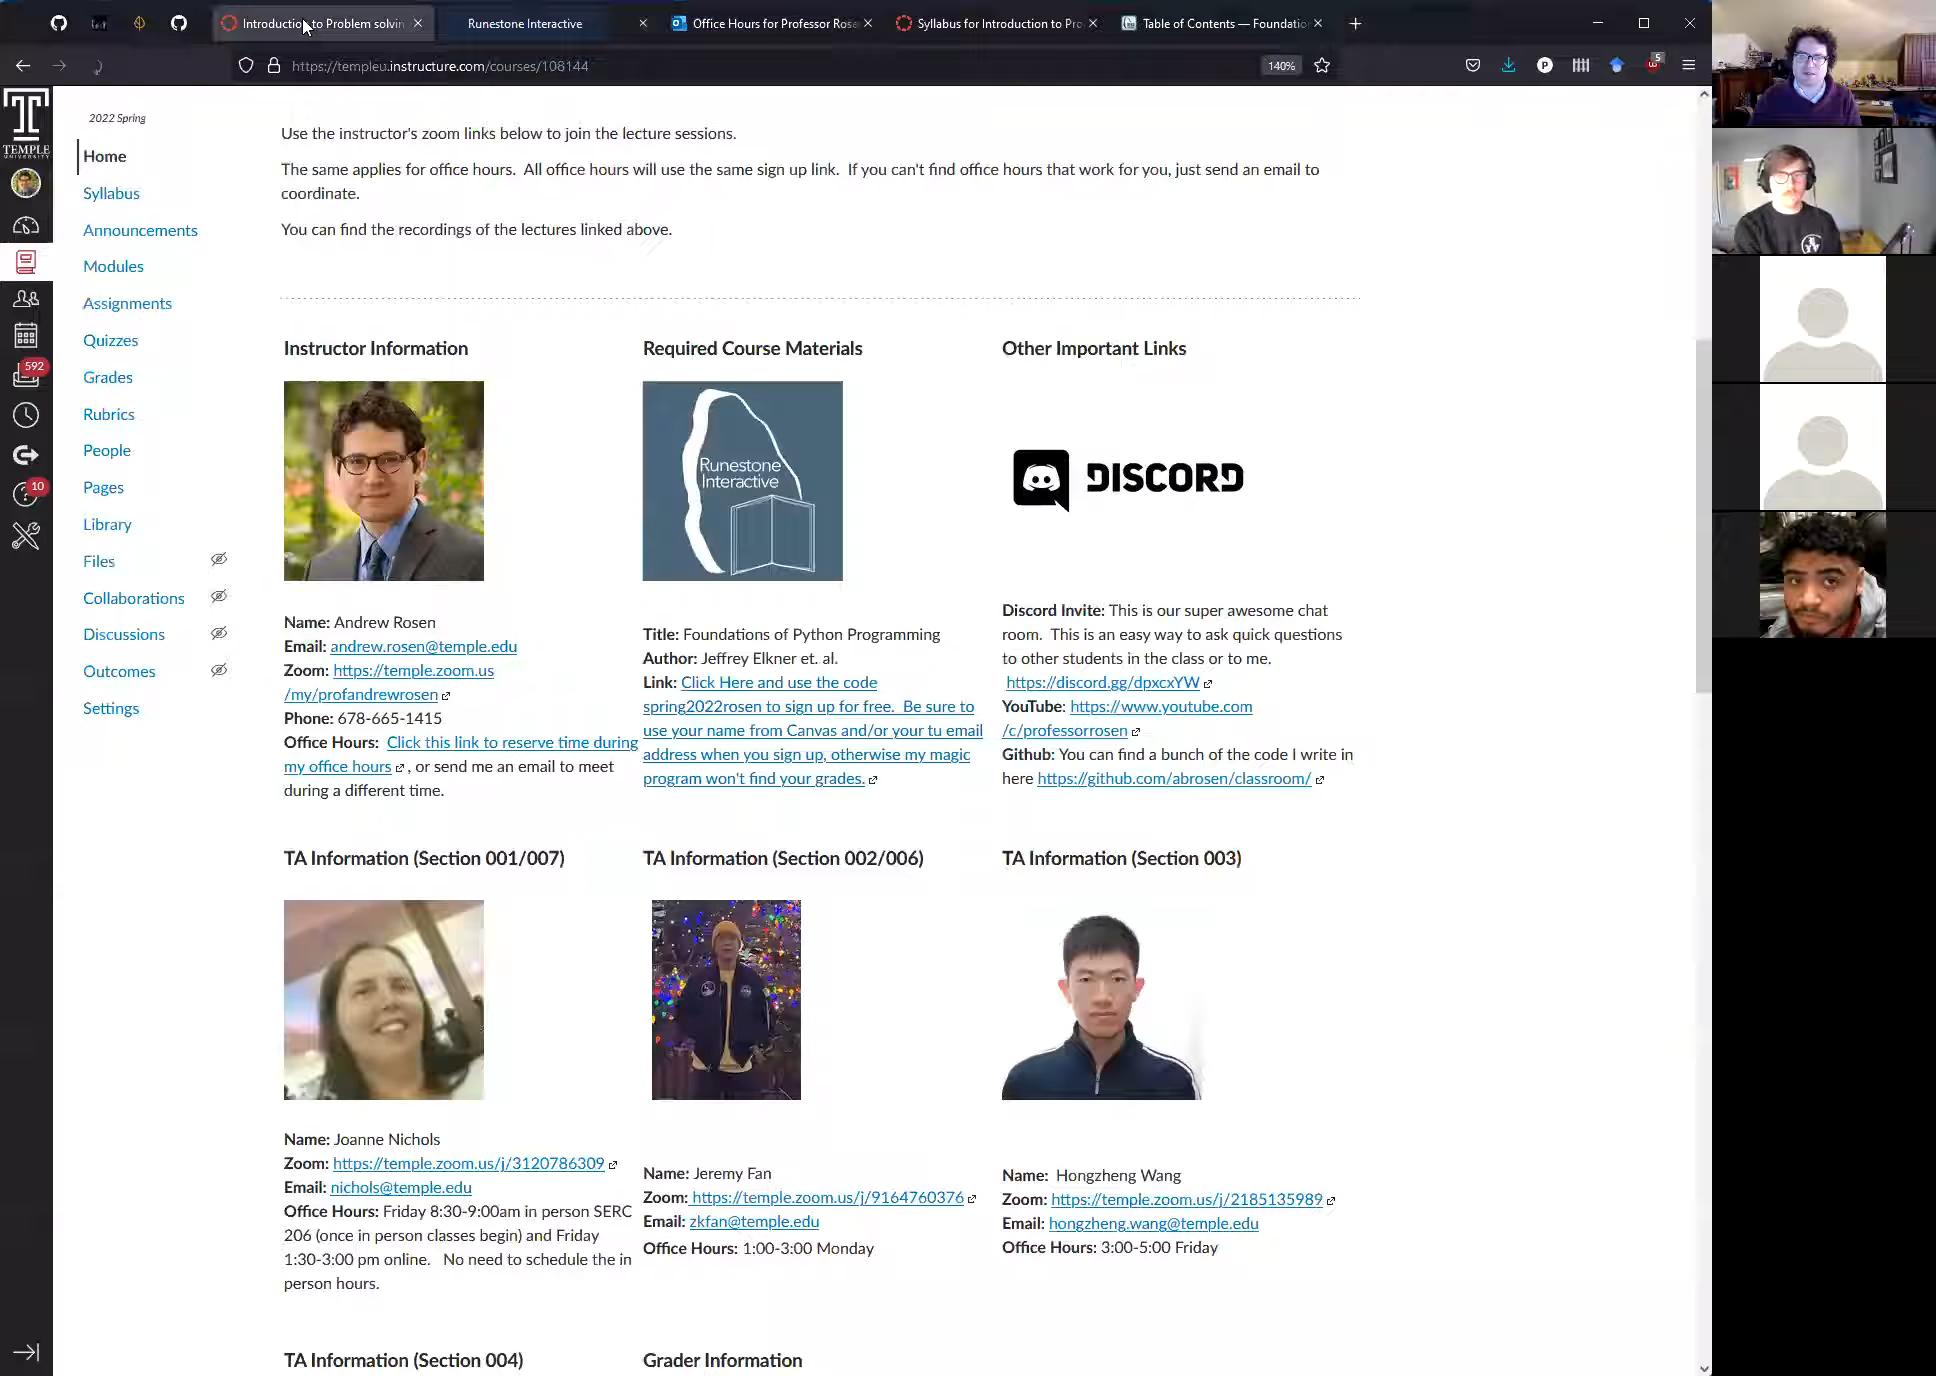 Introduction to Problem solvin
Runestone Interactive
Office Hours for Professor Rose
Syllabus for Introduction to Pro
Table of Contents — Foundatio
https://templeu.instructure.com/courses/108144
140%
5
TEMPLE
UNIVERSITY
592
10
2022 Spring
Home
Syllabus
Announcements
Modules
Assignments
Quizzes
Grades
Rubrics
People
Pages
Library
Files
Collaborations
Discussions
Outcomes
Settings
Use the instructor's zoom links below to join the lecture sessions.
The same applies for office hours.  All office hours will use the same sign up link.  If you can't find office hours that work for you, just send an email to
coordinate.
You can find the recordings of the lectures linked above.
Instructor Information
Name: Andrew Rosen
Email: andrew.rosen@temple.edu
Zoom: https://temple.zoom.us
/my/profandrewrosen
Phone: 678-665-1415
Office Hours:  Click this link to reserve time during
my office hours , or send me an email to meet
during a different time.
Required Course Materials
Runestone
Interactive
Title: Foundations of Python Programming
Author: Jeffrey Elkner et. al.
Link: Click Here and use the code
spring2022rosen to sign up for free.  Be sure to
use your name from Canvas and/or your tu email
address when you sign up, otherwise my magic
program won't find your grades.
Other Important Links
DISCORD
Discord Invite: This is our super awesome chat
room.  This is an easy way to ask quick questions
to other students in the class or to me.
https://discord.gg/dpxcxYW
YouTube: https://www.youtube.com
/c/professorrosen
Github: You can find a bunch of the code I write in
here https://github.com/abrosen/classroom/
TA Information (Section 001/007)
Name: Joanne Nichols
Zoom: https://temple.zoom.us/j/3120786309
Email: nichols@temple.edu
Office Hours: Friday 8:30-9:00am in person SERC
206 (once in person classes begin) and Friday
1:30-3:00 pm online.   No need to schedule the in
person hours.
TA Information (Section 002/006)
Name: Jeremy Fan
Zoom: https://temple.zoom.us/j/9164760376
Email: zkfan@temple.edu
Office Hours: 1:00-3:00 Monday
TA Information (Section 003)
Name:  Hongzheng Wang
Zoom: https://temple.zoom.us/j/2185135989
Email: hongzheng.wang@temple.edu
Office Hours: 3:00-5:00 Friday
TA Information (Section 004)
Grader Information